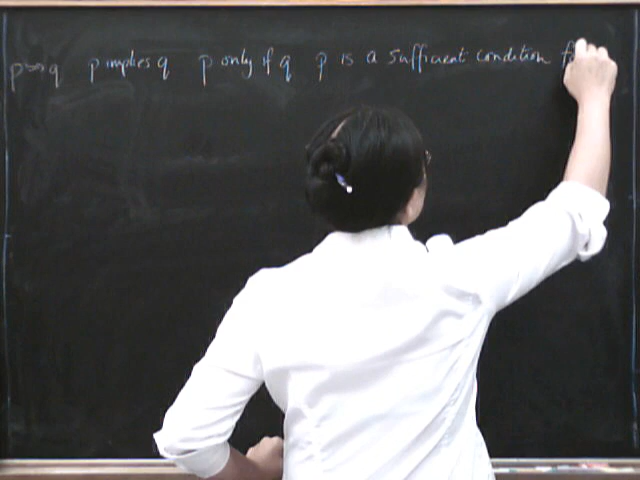 p→q p implies q p only if q p is a sufficient condition f